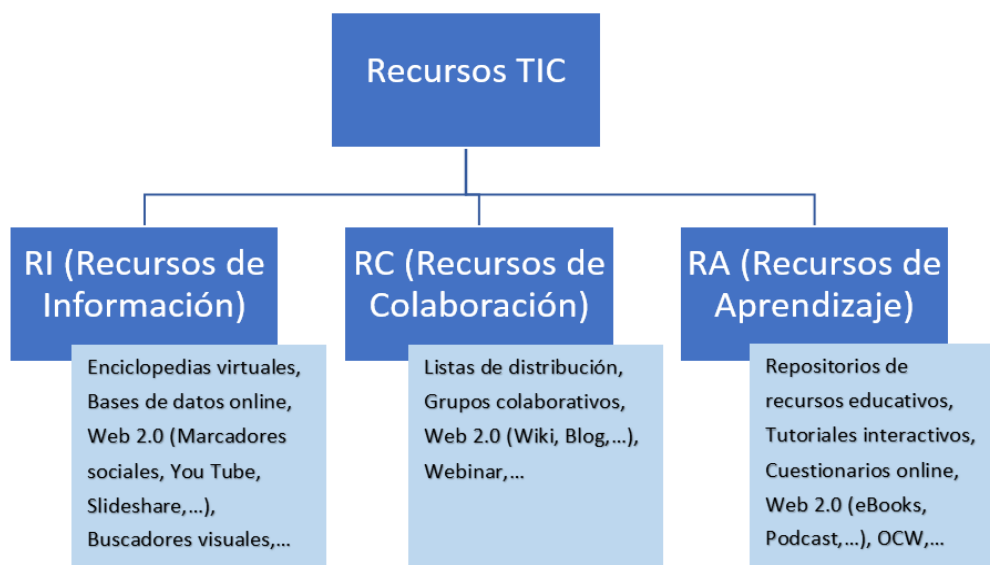 Recursos TIC
RI (Recursos de
Información)
Enciclopedias virtuales,
Bases de datos online,
Web 2.0 (Marcadores
sociales, You Tube,
Slideshare,...),
Buscadores visuales,...
RC (Recursos de
Colaboración)
Listas de distribución,
Grupos colaborativos,
Web 2.0 (Wiki, Blog,...),
Webinar,...
RA (Recursos de
Aprendizaje)
Repositorios de
recursos educativos,
Tutoriales interactivos,
Cuestionarios online,
Web 2.0 (eBooks,
Podcast,...), OCW,...